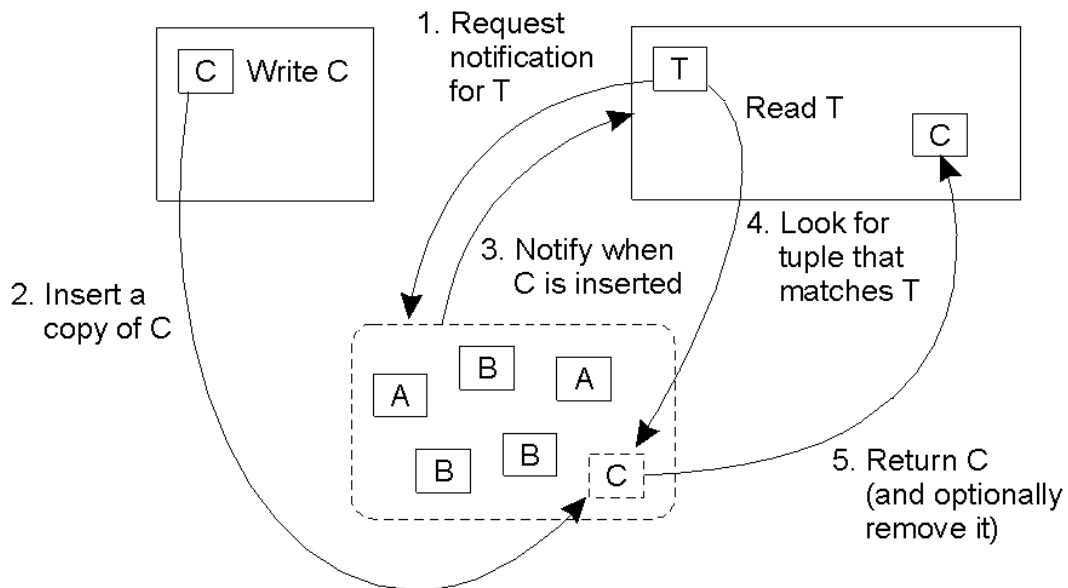 1. Request
notification
for T
C
Write C
T
Read T
C
2. Insert a
copy of C
3. Notify when
C is inserted
4. Look for
tuple that
matches T
A
B
A
B
B
C
5. Return C
(and optionally
remove it)